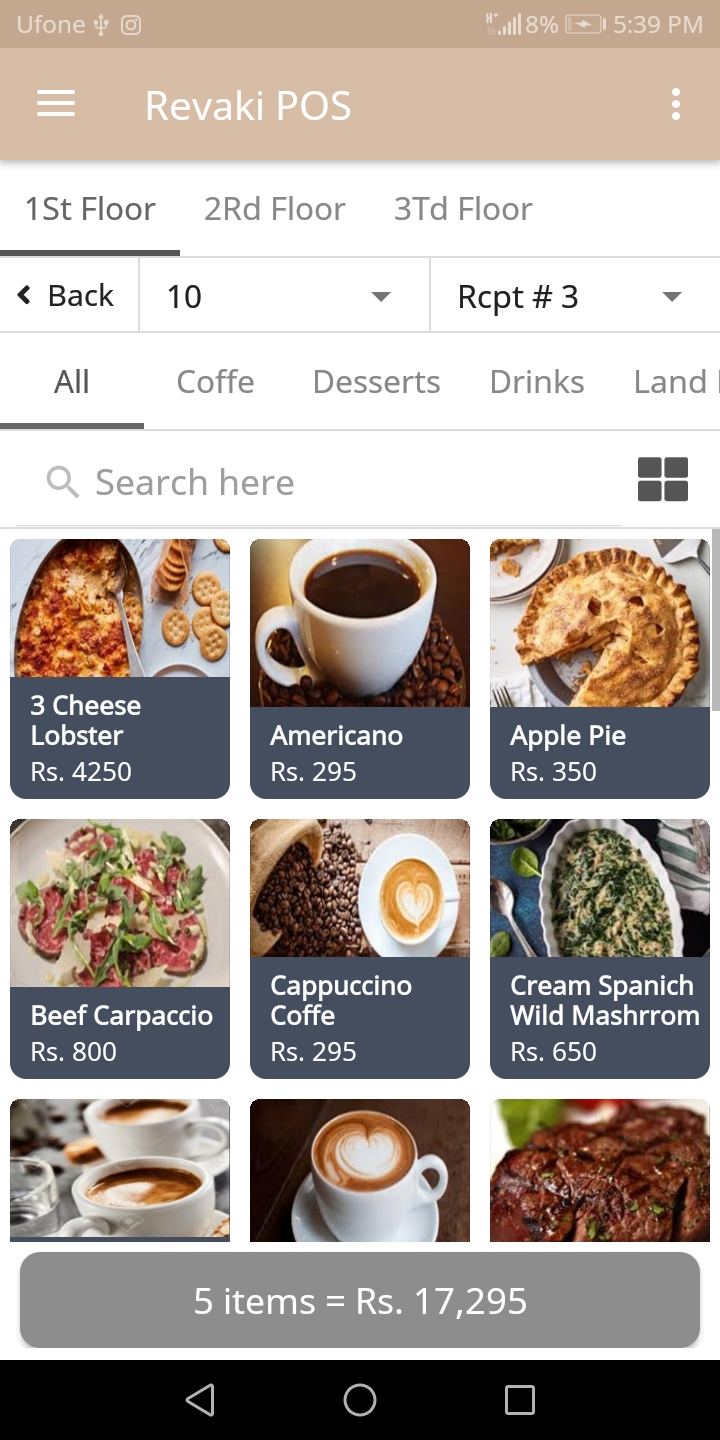 Ufone 8% 5:39 PM
Revaki POS
1St Floor 2Rd Floor 3Td Floor
Back 10 Rcpt # 3
All Coffe Desserts Drinks Land
Search here
3 Cheese
Lobster
Rs. 4250
Americano
Rs. 295
Apple Pie
Rs. 350
Beef Carpaccio
Rs. 800
Cappuccino
Coffe
Rs. 295
Cream Spanich
Wild Mashrrom
Rs. 650
5 items = Rs. 17,295